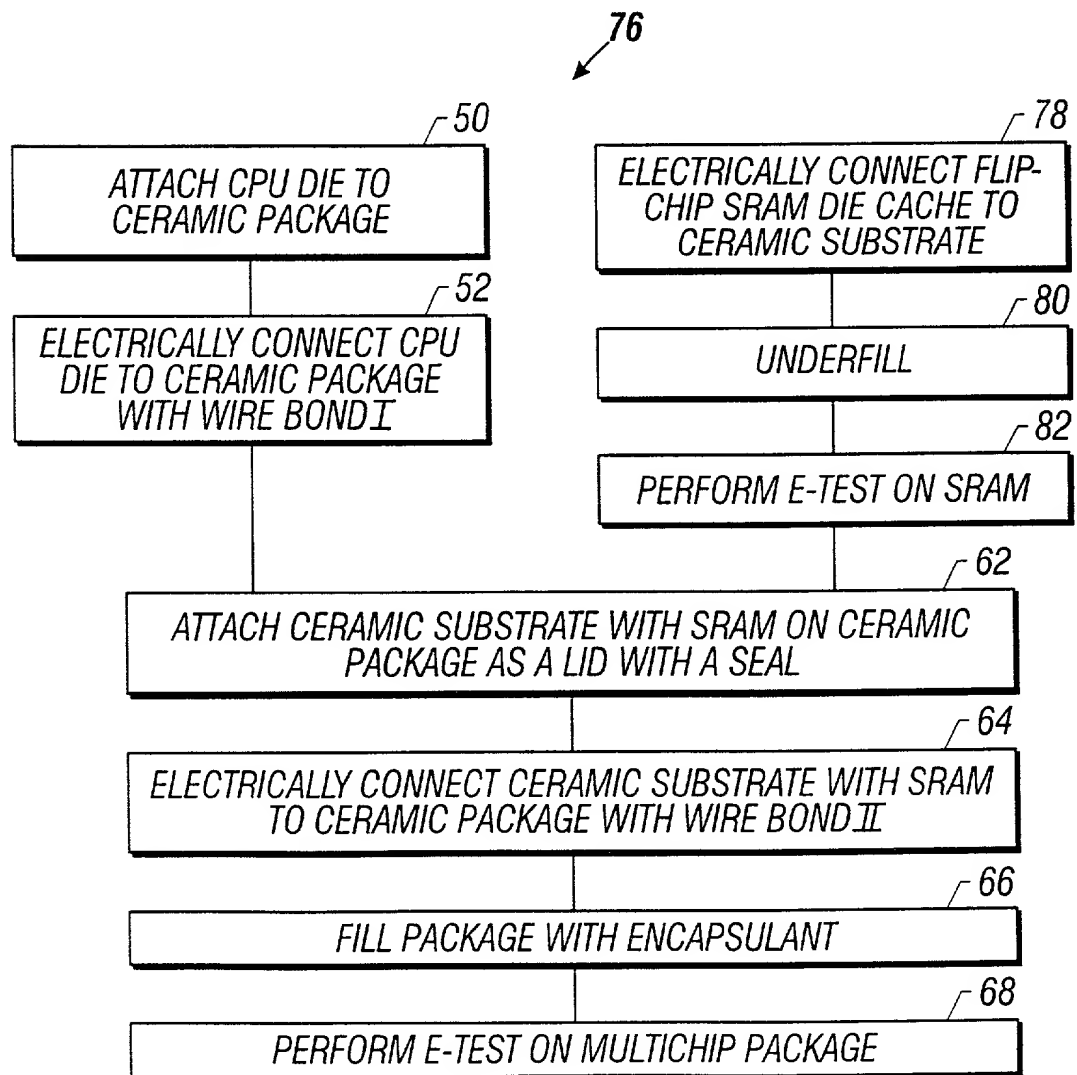 76
50
ATTACH CPU DIE TO
CERAMIC PACKAGE
52
ELECTRICALLY CONNECT CPU
DIE TO CERAMIC PACKAGE
WITH WIRE BOND I
78
ELECTRICALLY CONNECT FLIP-
CHIP SRAM DIE CACHE TO
CERAMIC SUBSTRATE
80
UNDERFILL
82
PERFORM E-TEST ON SRAM
62
ATTACH CERAMIC SUBSTRATE WITH SRAM ON CERAMIC
PACKAGE AS A LID WITH A SEAL
64
ELECTRICALLY CONNECT CERAMIC SUBSTRATE WITH SRAM
TO CERAMIC PACKAGE WITH WIRE BOND II
66
FILL PACKAGE WITH ENCAPSULANT
68
PERFORM E-TEST ON MULTICHIP PACKAGE